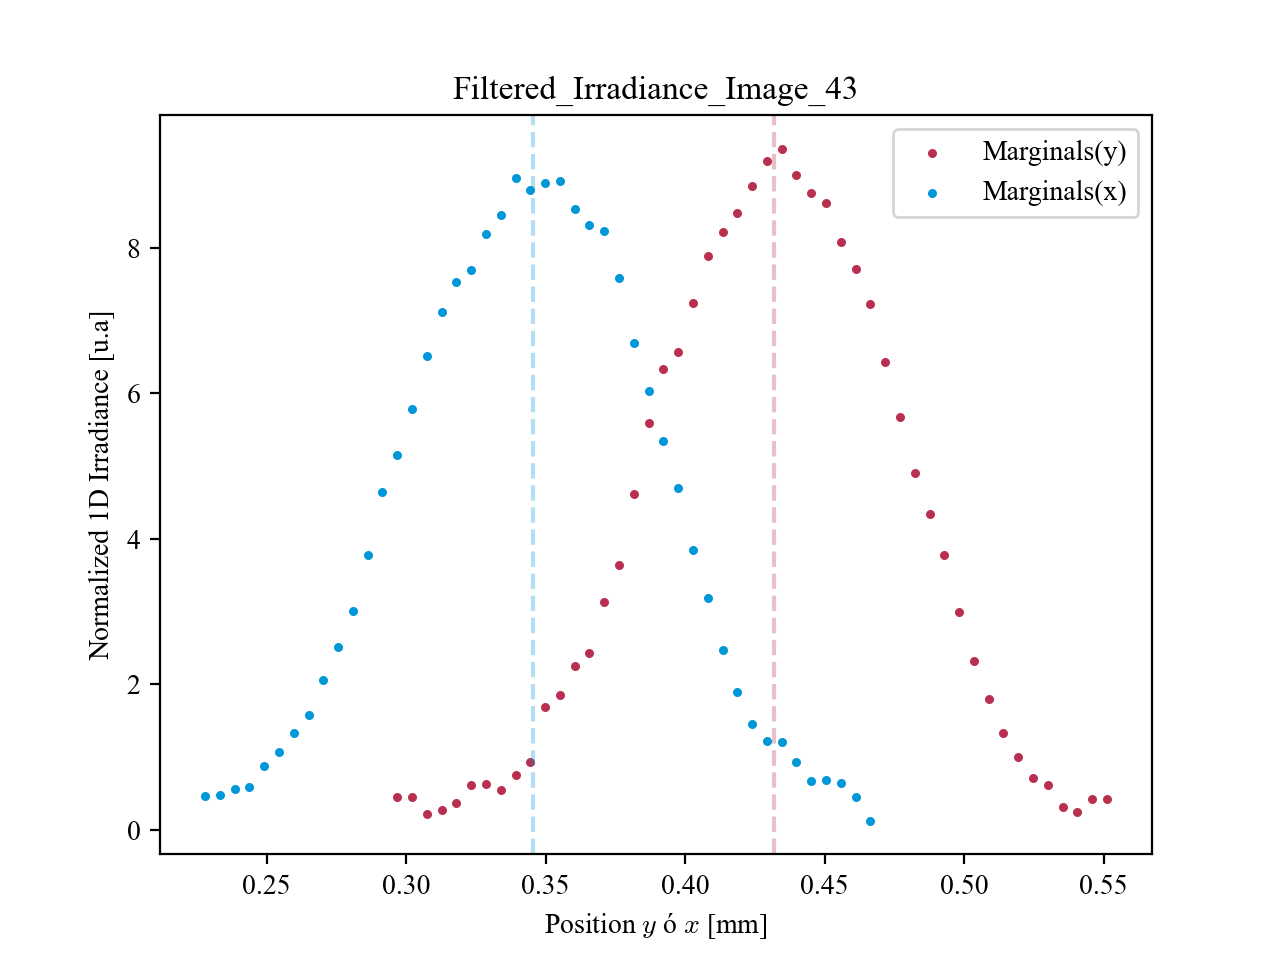 Filtered_Irradiance_Image_43
Marginals(y)
Marginals(x)
Normalized 1D Irradiance [u.a]
8
6
4
2
0
0.25 0.30 0.35 0.40 0.45 0.50 0.55
Position y ó x [mm]